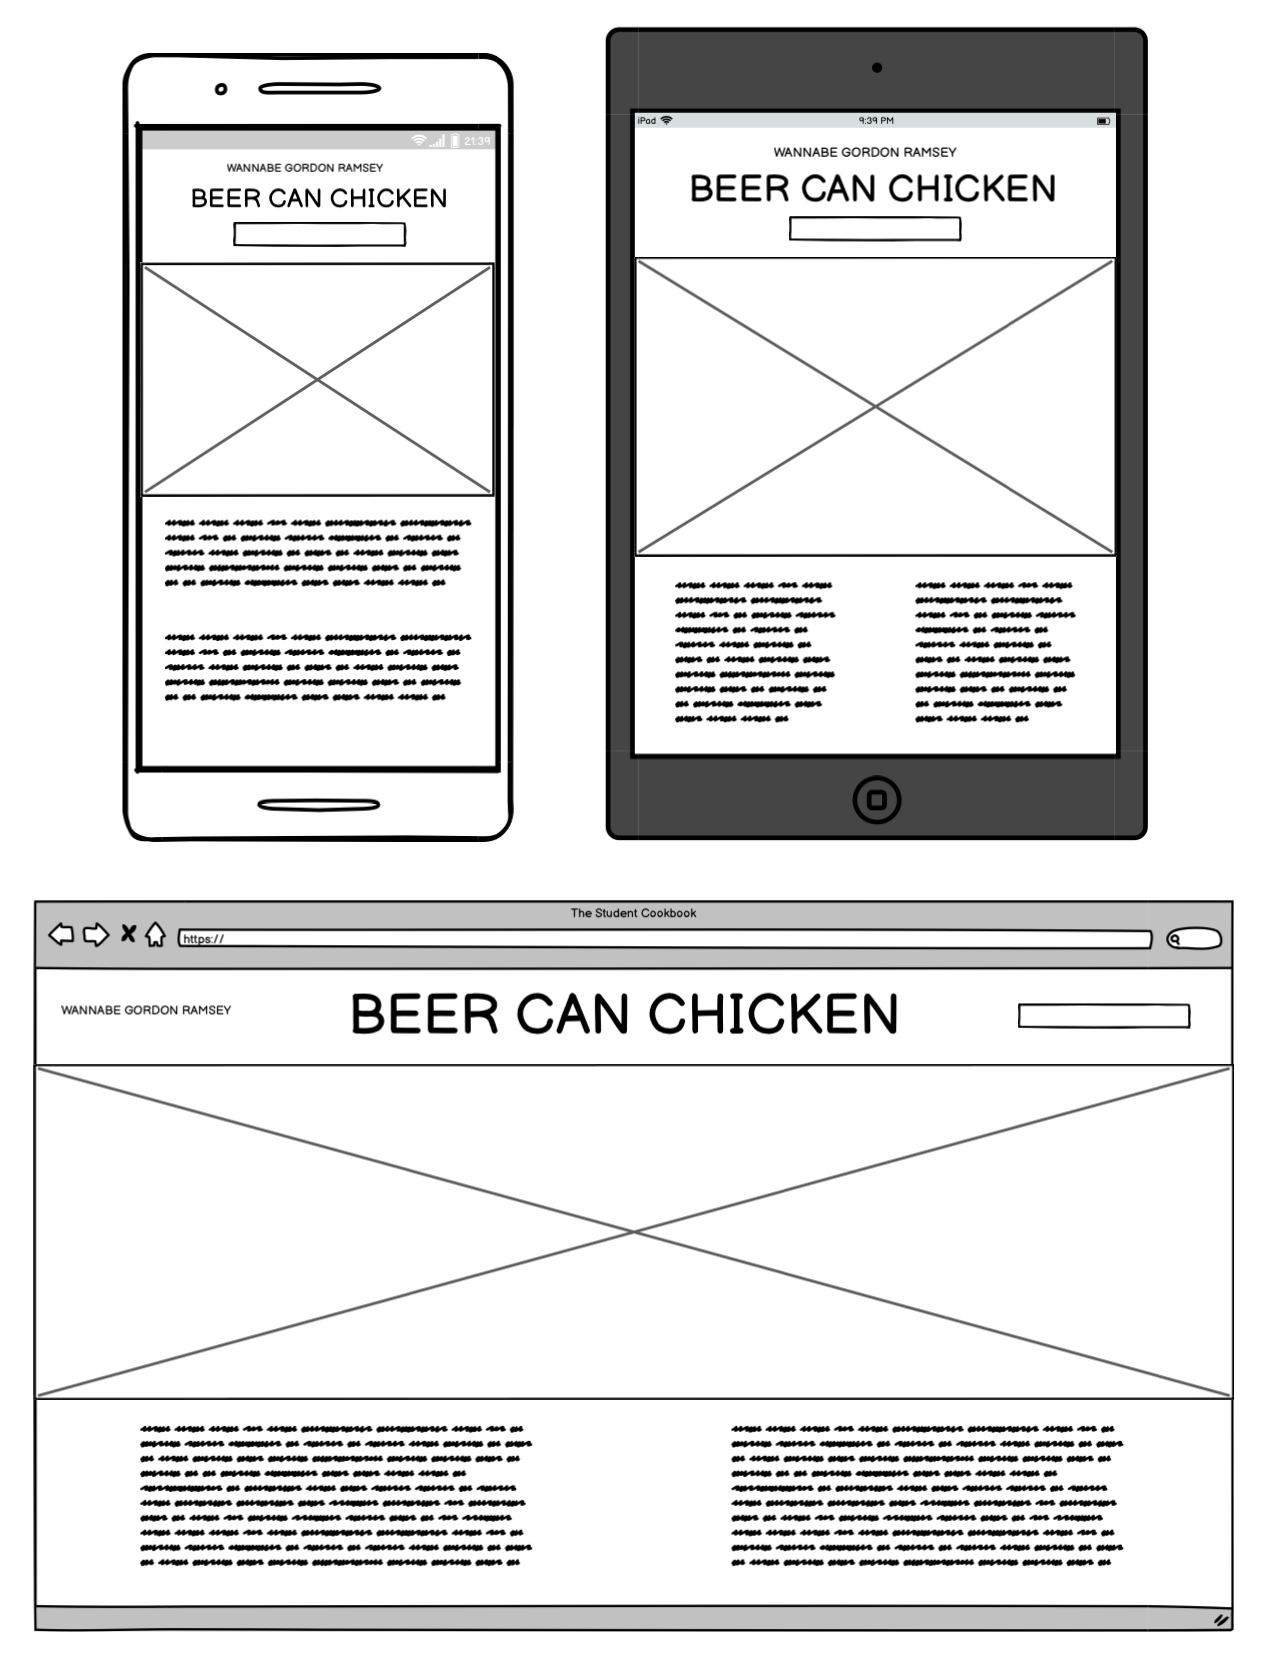 21:39
WANNABE GORDON RAMSEY
BEER CAN CHICKEN
iPad 9:39 PM
WANNABE GORDON RAMSEY
BEER CAN CHICKEN
The Student Cookbook
https://
WANNABE GORDON RAMSEY BEER CAN CHICKEN